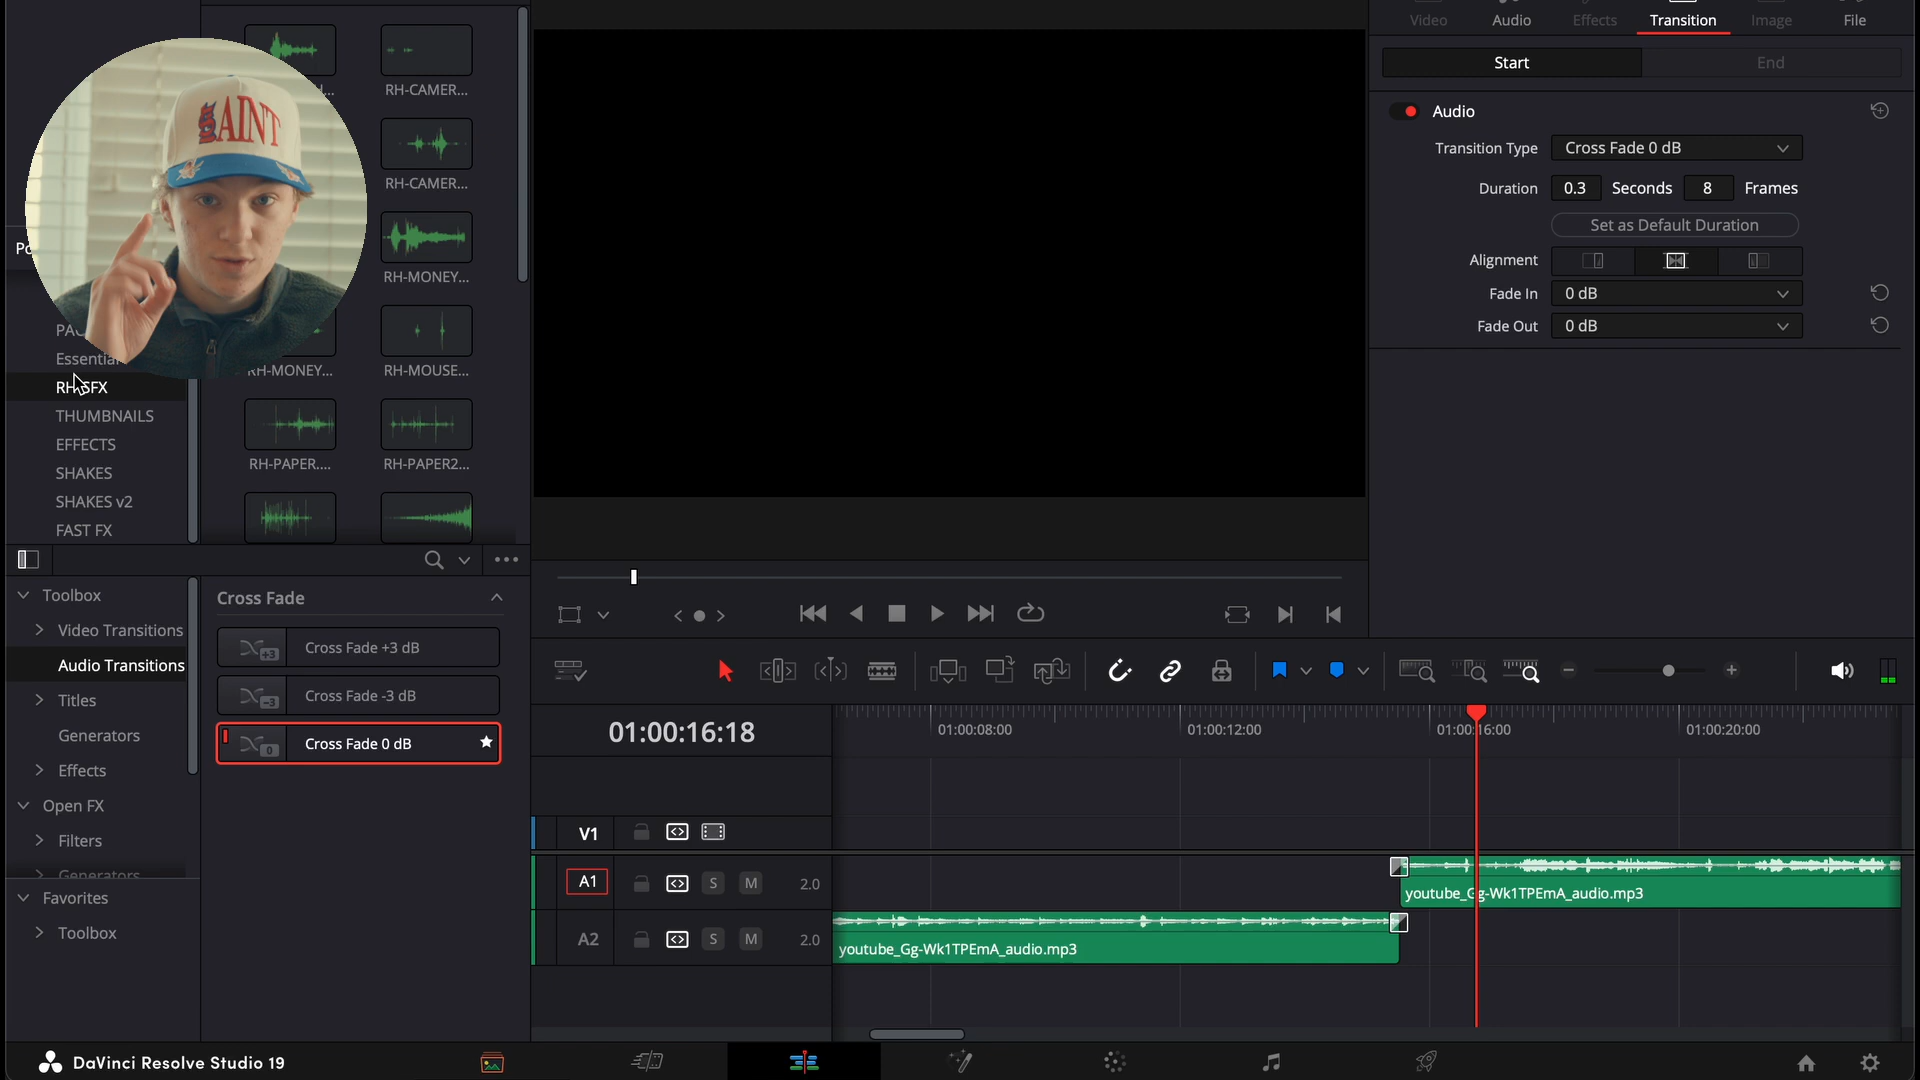 Video
Audio
Effects
Transition
Image
File
Start
End
Audio
Transition Type
Cross Fade 0 dB
Duration
0.3
Seconds
8
Frames
Set as Default Duration
Alignment
Fade In
0 dB
Fade Out
0 dB
SAINT
RH-CAMER...
RH-CAMER...
RH-MONEY...
RH-MONEY...
RH-MOUSE...
RH-PAPER....
RH-PAPER2...
RH-SFX
THUMBNAILS
EFFECTS
SHAKES
SHAKES v2
FAST FX
Toolbox
Video Transitions
Audio Transitions
Titles
Generators
Effects
Open FX
Filters
Generators
Favorites
Toolbox
Cross Fade
+3
Cross Fade +3 dB
-3
Cross Fade -3 dB
0
Cross Fade 0 dB
01:00:16:18
01:00:08:00
01:00:12:00
01:00:16:00
01:00:20:00
V1
A1
S
M
2.0
youtube_Gg-Wk1TPEmA_audio.mp3
A2
S
M
2.0
youtube_Gg-Wk1TPEmA_audio.mp3
DaVinci Resolve Studio 19